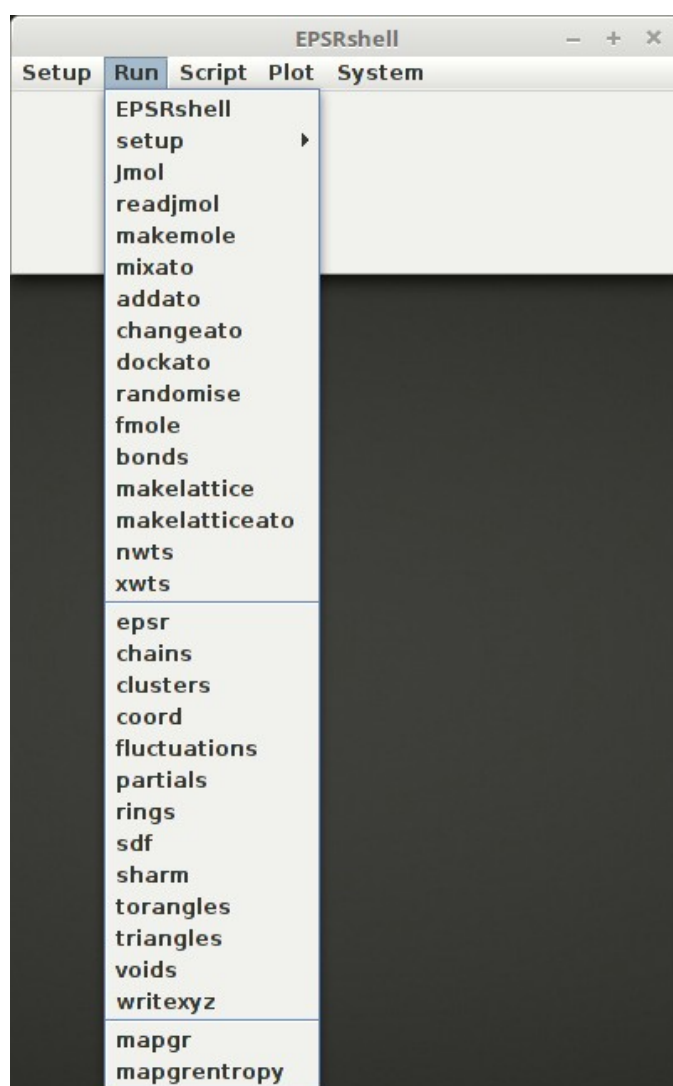 EPSRshell
Setup Run Script Plot System
EPSRshell
setup
Jmol
readjmol
makemole
mixato
addato
changeato
dockato
randomise
fmole
bonds
makelattice
makelatticeato
nwts
xwts
epsr
chains
clusters
coord
fluctuations
partials
rings
sdf
sharm
torangles
triangles
voids
writexyz
mapgr
mapgrentropy